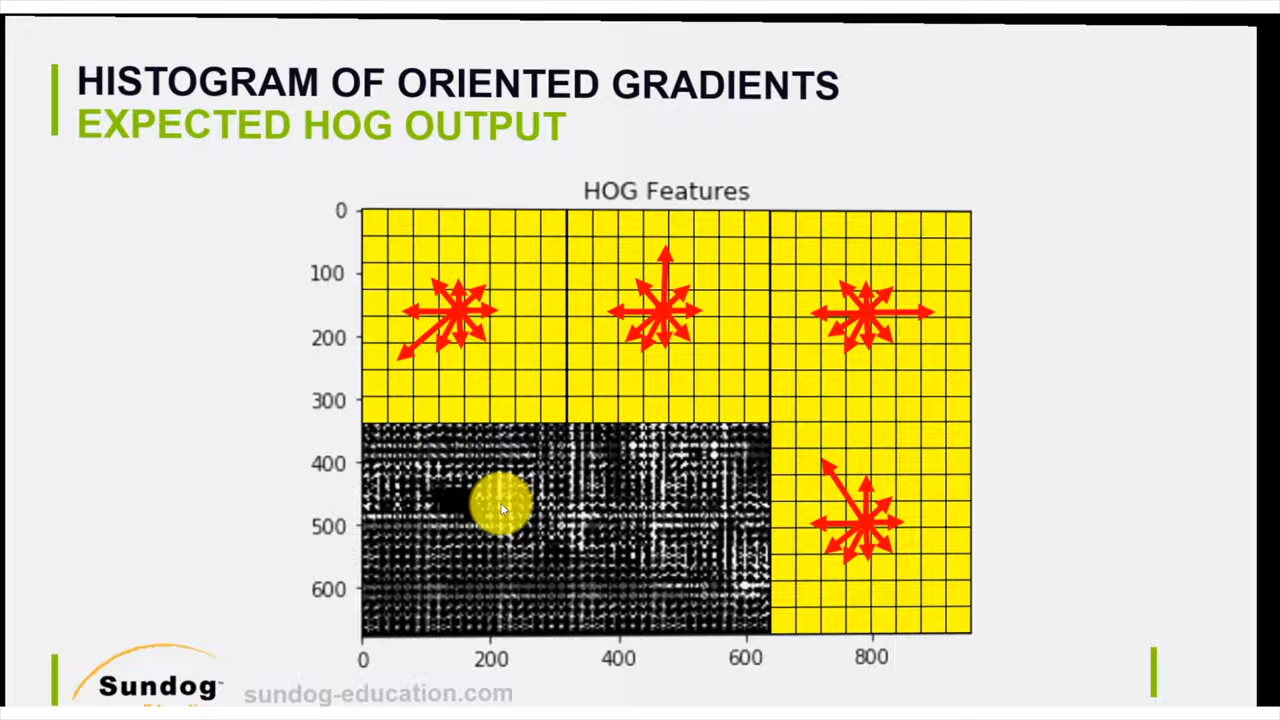 HISTOGRAM OF ORIENTED GRADIENTS
EXPECTED HOG OUTPUT
HOG Features
0
100
200
300
400
500
600
0 200 400 600 800
Sundog
sundog-education.com